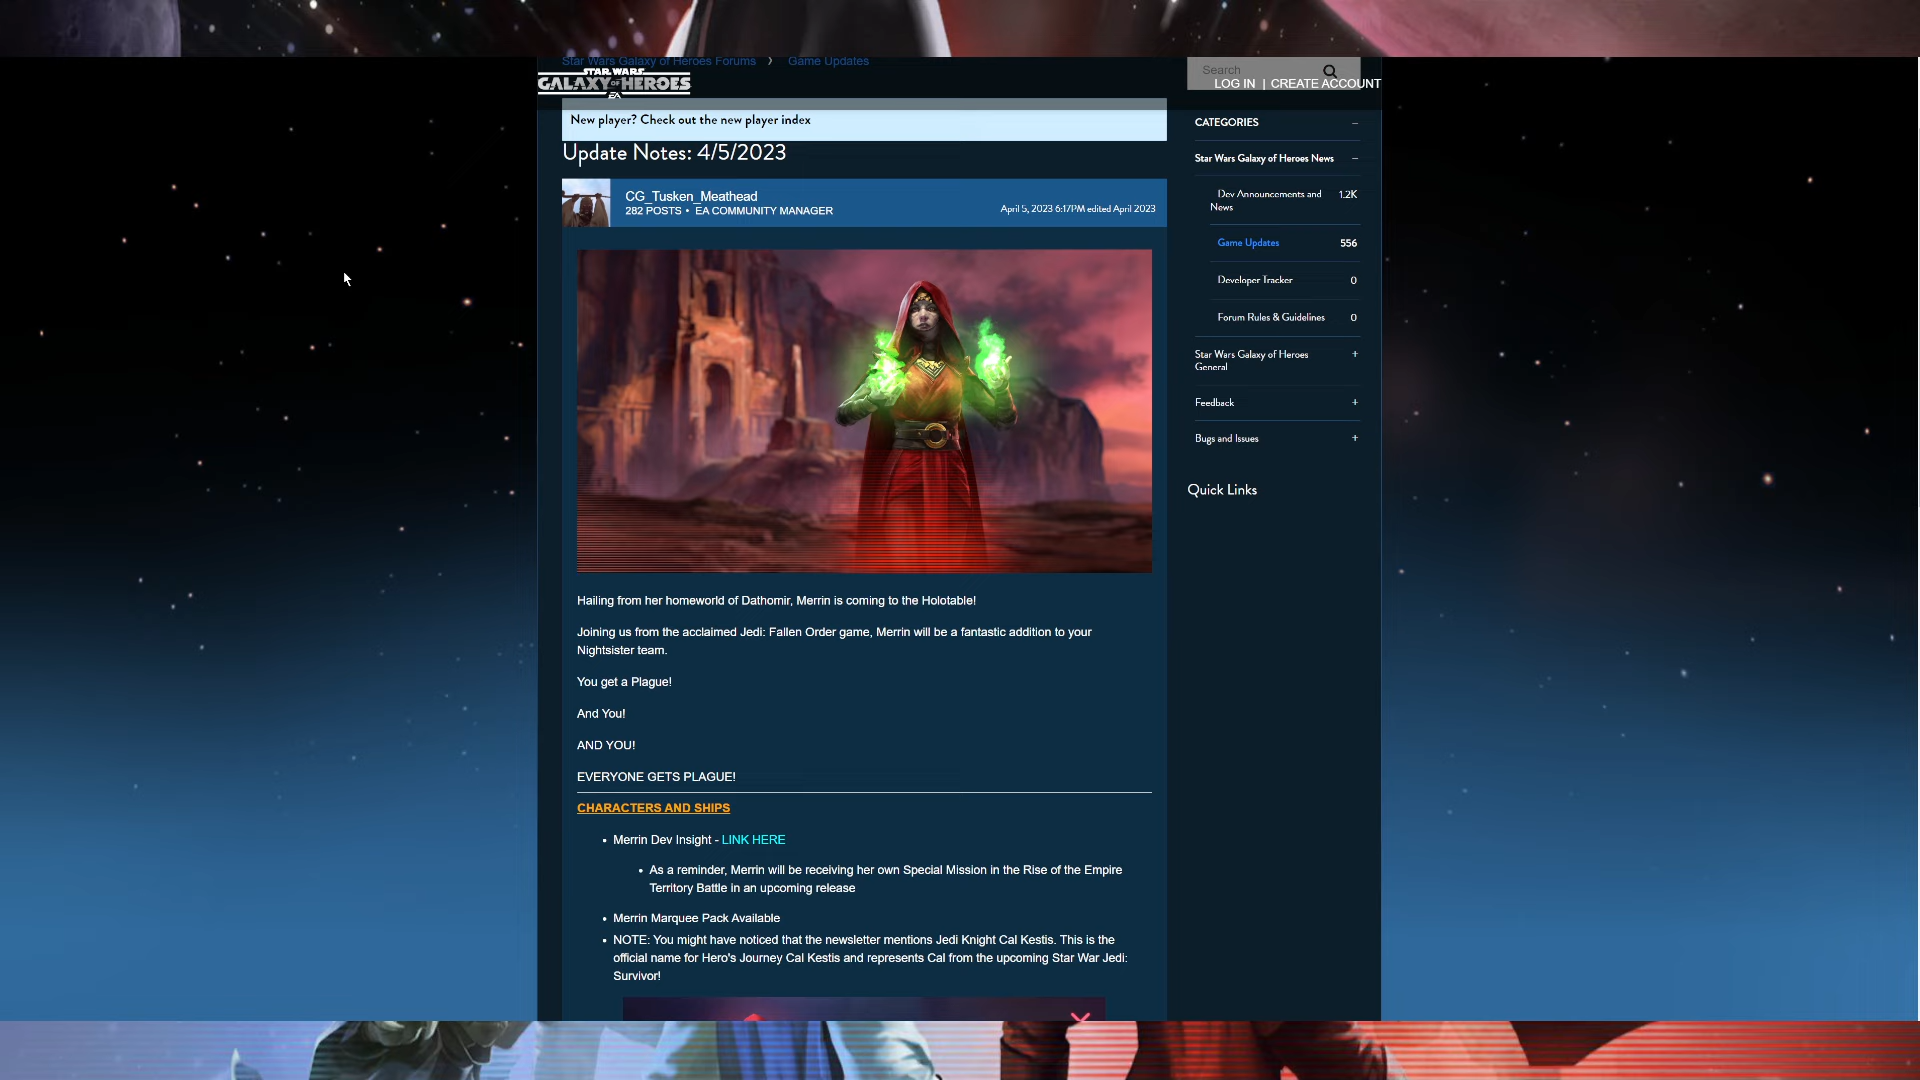 Star Wars Galaxy of Heroes Forums › Game Updates
STAR WARS
GALAXY OF HEROES
EA
Search
LOG IN | CREATE ACCOUNT
New player? Check out the new player index
Update Notes: 4/5/2023
CG_Tusken_Meathead
282 POSTS • EA COMMUNITY MANAGER
April 5, 2023 6:17PM edited April 2023
Hailing from her homeworld of Dathomir, Merrin is coming to the Holotable!
Joining us from the acclaimed Jedi: Fallen Order game, Merrin will be a fantastic addition to your
Nightsister team.
You get a Plague!
And You!
AND YOU!
EVERYONE GETS PLAGUE!
CHARACTERS AND SHIPS
• Merrin Dev Insight - LINK HERE
• As a reminder, Merrin will be receiving her own Special Mission in the Rise of the Empire
Territory Battle in an upcoming release
• Merrin Marquee Pack Available
• NOTE: You might have noticed that the newsletter mentions Jedi Knight Cal Kestis. This is the
official name for Hero's Journey Cal Kestis and represents Cal from the upcoming Star War Jedi:
Survivor!
CATEGORIES –
Star Wars Galaxy of Heroes News –
Dev Announcements and 1.2K
News
Game Updates 556
Developer Tracker 0
Forum Rules & Guidelines 0
Star Wars Galaxy of Heroes +
General
Feedback +
Bugs and Issues +
Quick Links